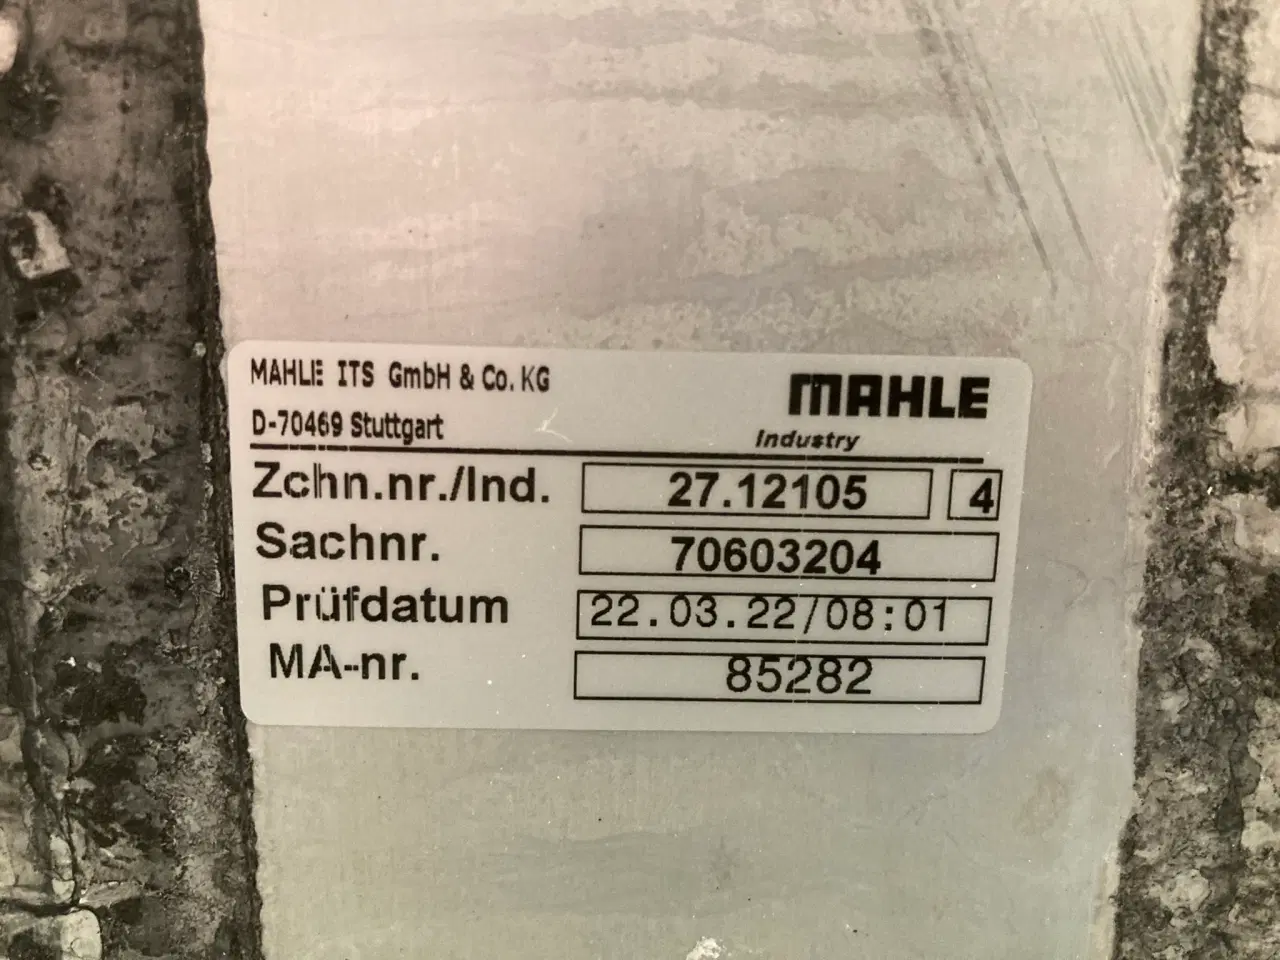 MAHLE ITS GmbH & Co. KG
MAHLE
D-70469 Stuttgart
Industry
Zchn.nr./Ind. 27.12105 4
Sachnr. 70603204
Prüfdatum 22.03.22/08:01
MA-nr. 85282